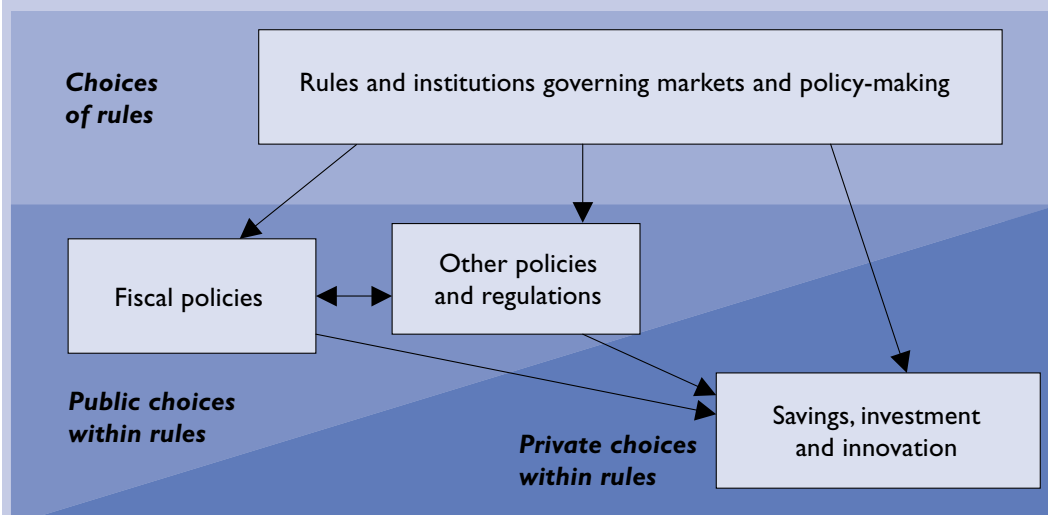 Choices
of rules
Rules and institutions governing markets and policy-making
Fiscal policies
Other policies
and regulations
Public choices
within rules
Private choices
within rules
Savings, investment
and innovation